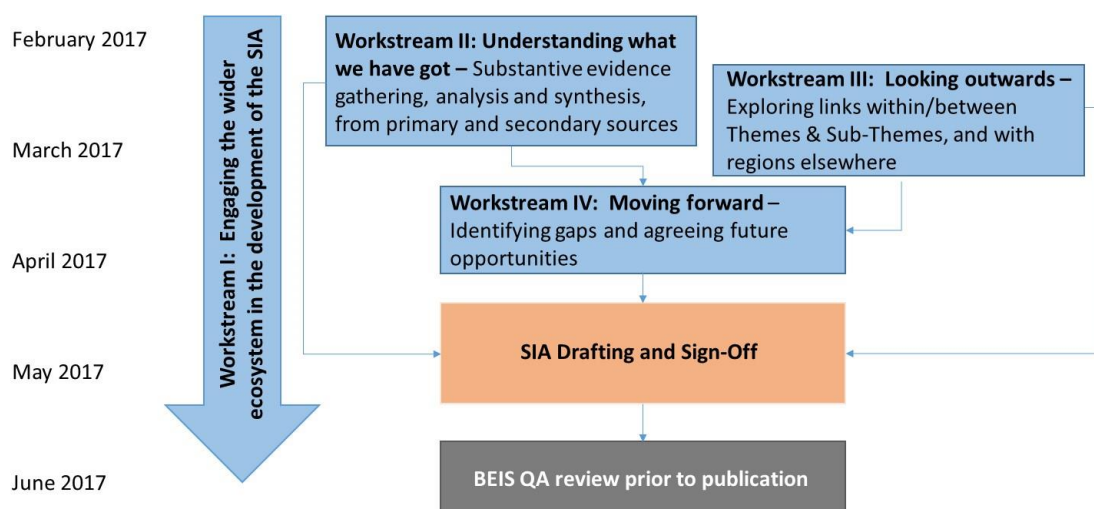 February 2017
March 2017
April 2017
May 2017
June 2017
Workstream I:  Engaging the wider
ecosystem in the development of the SIA
Workstream II: Understanding what
we have got – Substantive evidence
gathering, analysis and synthesis,
from primary and secondary sources
Workstream III:  Looking outwards –
Exploring links within/between
Themes & Sub-Themes, and with
regions elsewhere
Workstream IV:  Moving forward –
Identifying gaps and agreeing future
opportunities
SIA Drafting and Sign-Off
BEIS QA review prior to publication